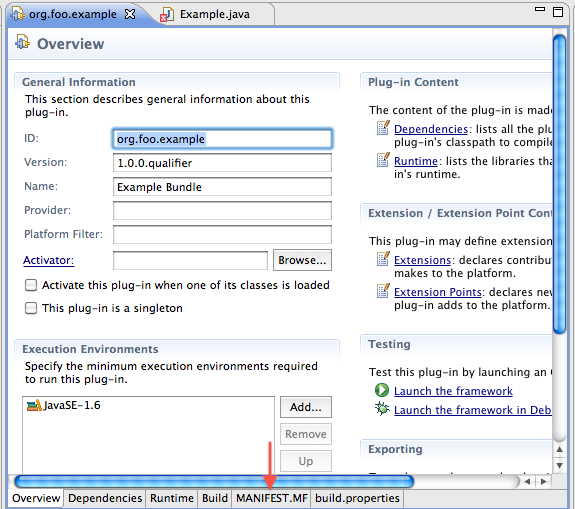 org.foo.example
Example.java
Overview
General Information
This section describes general information about this
plug-in.
ID:
org.foo.example
Version:
1.0.0.qualifier
Name:
Example Bundle
Provider:
Platform Filter:
Activator:
Browse...
Activate this plug-in when one of its classes is loaded
This plug-in is a singleton
Execution Environments
Specify the minimum execution environments required
to run this plug-in.
JavaSE-1.6
Add...
Remove
Up
Plug-in Content
The content of the plug-in is made
Dependencies: lists all the plu
plug-in's classpath to compile
Runtime: lists the libraries tha
in's runtime.
Extension / Extension Point Cont
This plug-in may define extension
Extensions: declares contribut
makes to the platform.
Extension Points: declares new
plug-in adds to the platform.
Testing
Test this plug-in by launching an
Launch the framework
Launch the framework in Deb
Exporting
Overview
Dependencies
Runtime
Build
MANIFEST.MF
build.properties